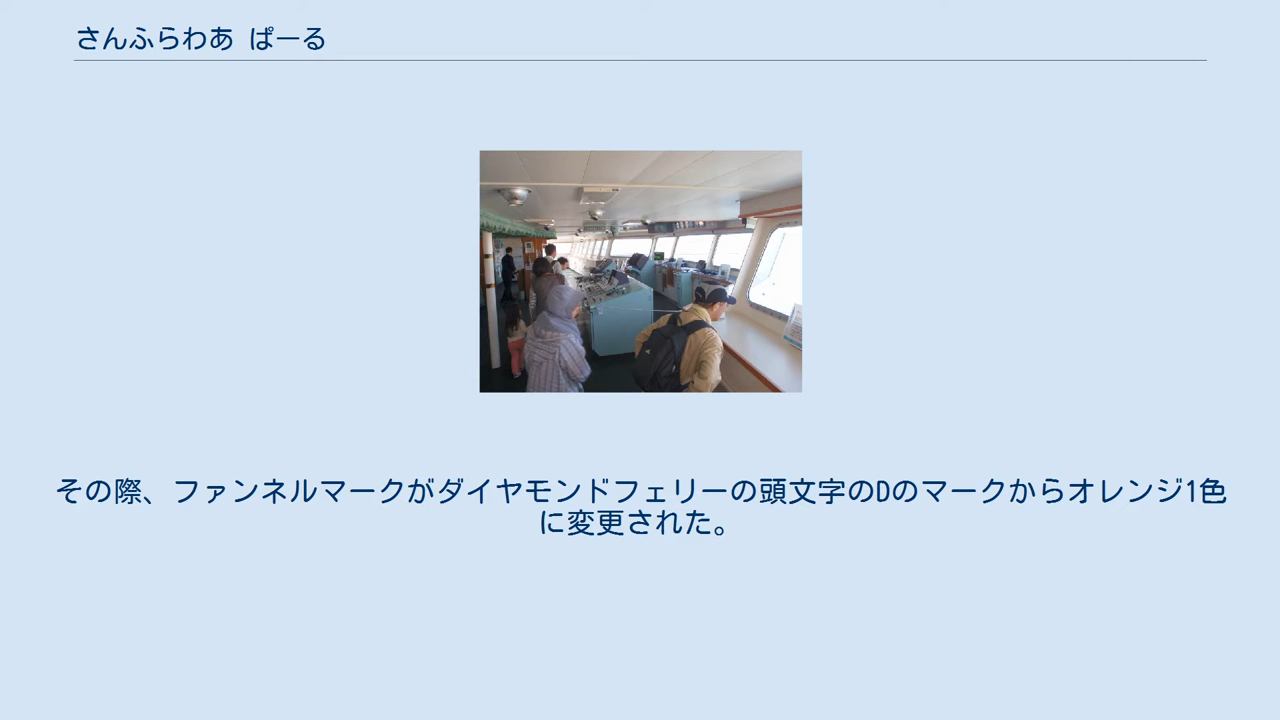 さんふらわあ ぱーる
その際、ファンネルマークがダイヤモンドフェリーの頭文字のDのマークからオレンジ1色
に変更された。